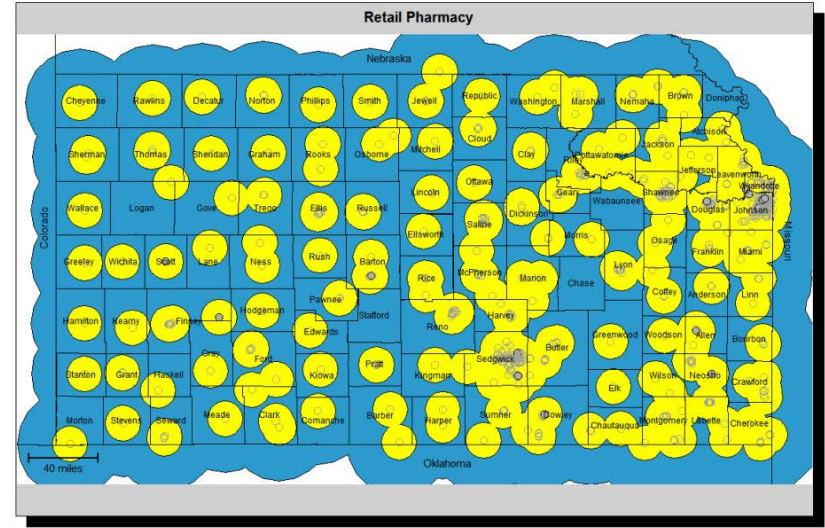 Retail Pharmacy
Nebraska
Cheyenne Rawlins Decatur Norton Phillips Smith Jewell Republic Washington Marshall Nemaha Brown Doniphan
Cloud Atchison
Sherman Thomas Sheridan Graham Rooks Osborne Mitchell Clay Riley Pottawatomie Jackson
Jefferson Leavenworth
Ottawa Geary Shawnee Wyandotte
Wallace Logan Gove Treco Ellis Russell Lincoln Dickinson Wabaunsee Douglas Johnson
Saline
Colorado Ellsworth Morris Osage Missouri
Greeley Wichita Scott Lane Ness Rush Barton Lyon Franklin Miami
Rice McPherson Marion Chase
Pawnee Coffey Anderson Linn
Hamilton Kearny Finney Hodgeman Stafford Reno Harvey
Edwards Greenwood Woodson Allen Bourbon
Gray Ford Sedgwick Butler
Stanton Grant Haskell Kiowa Pratt Kingman Elk Wilson Neosho Crawford
Morton Stevens Seward Meade Clark Comanche Barber Harper Sumner Cowley Chautauqua Montgomery Labette Cherokee
40 miles
Oklahoma